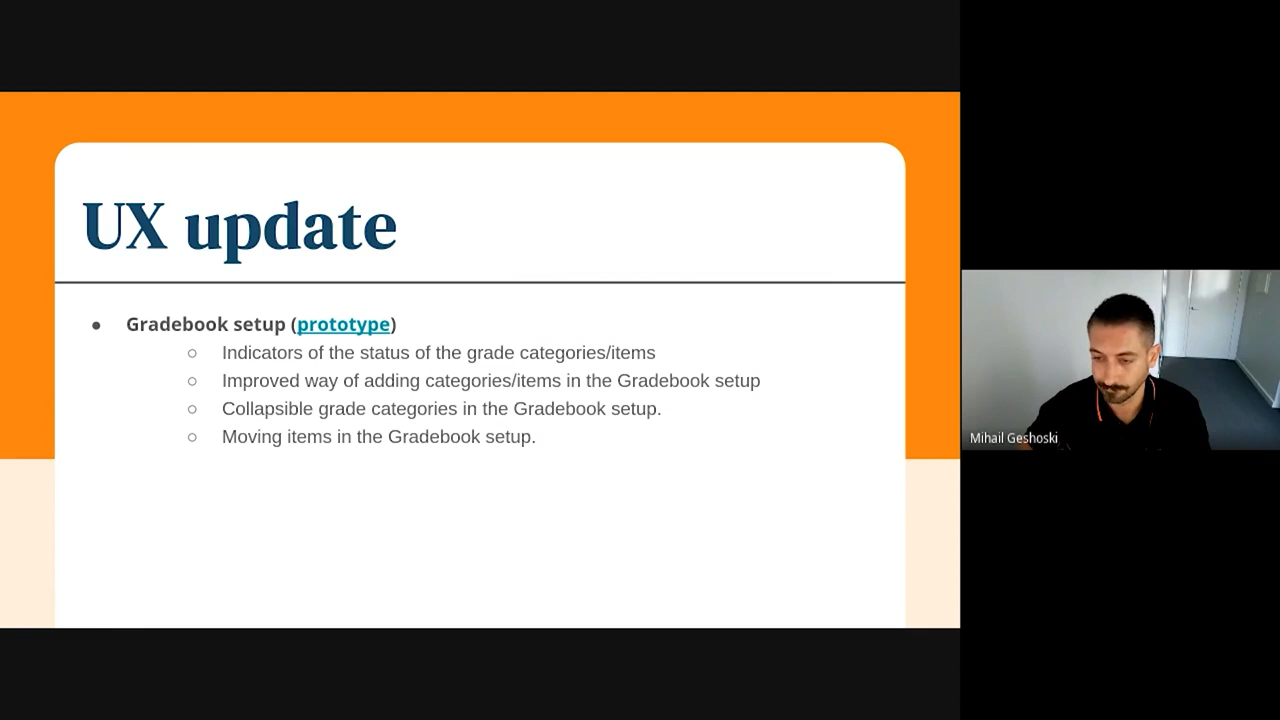 UX update
● Gradebook setup (prototype)
○ Indicators of the status of the grade categories/items
○ Improved way of adding categories/items in the Gradebook setup
○ Collapsible grade categories in the Gradebook setup.
○ Moving items in the Gradebook setup.
Mihail Geshoski